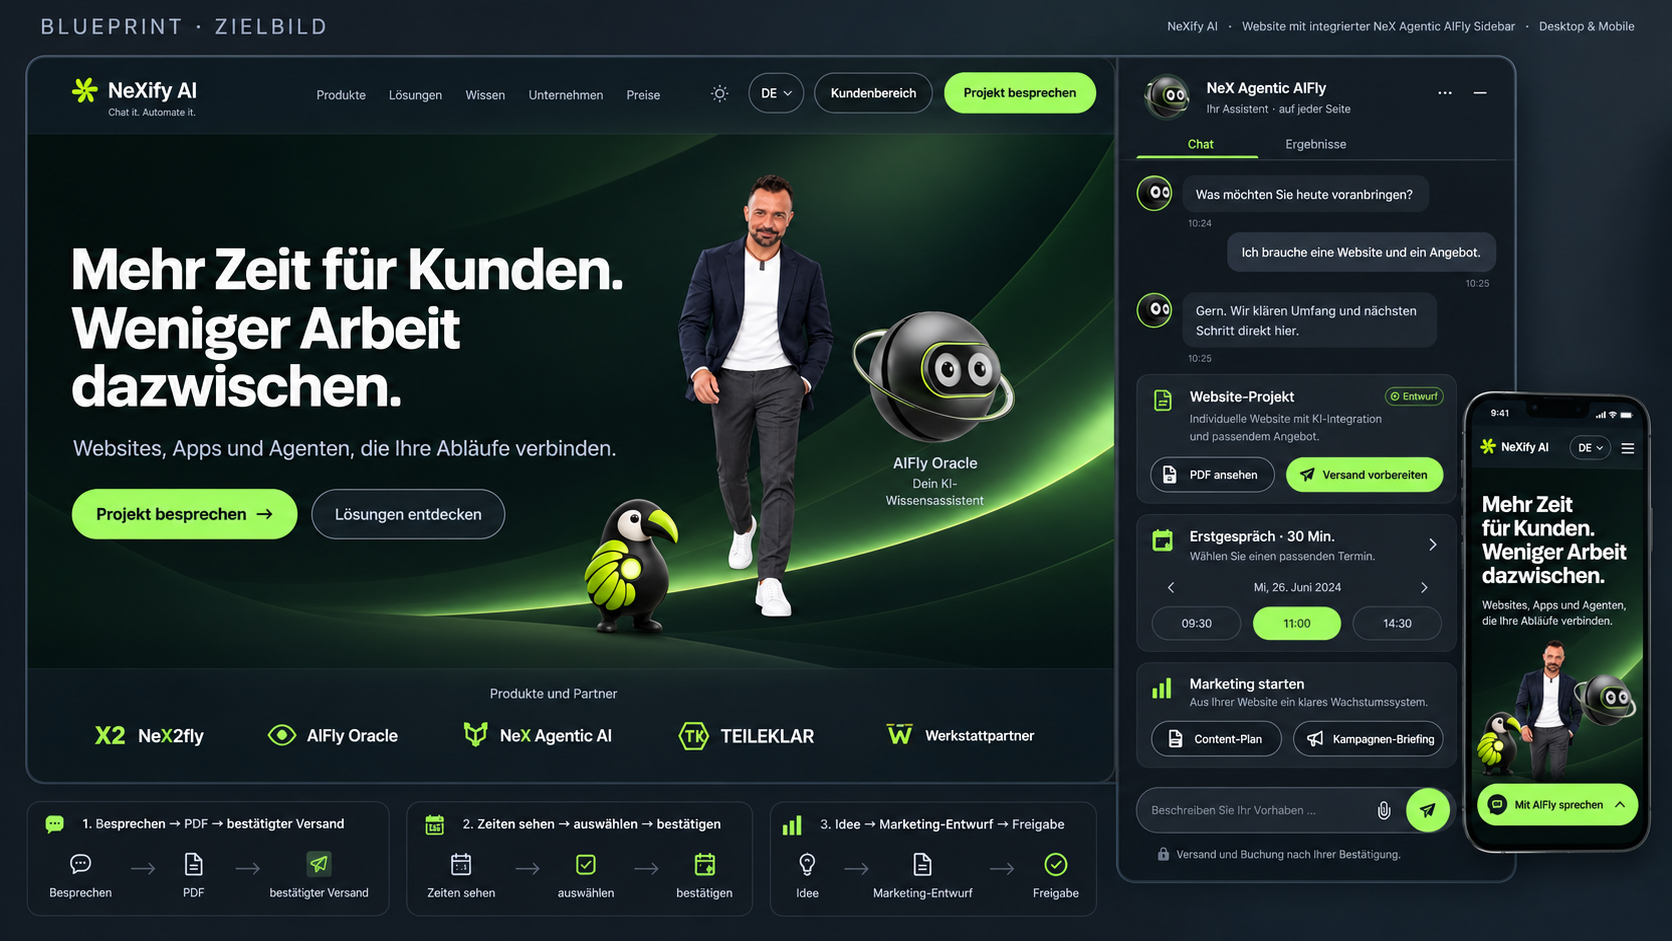 BLUEPRINT · ZIELBILD
NeXify AI · Website mit integrierter NeX Agentic AIFly Sidebar · Desktop & Mobile
NeXify AI
Chat it. Automate it.
Produkte Lösungen Wissen Unternehmen Preise
DE
Kundenbereich
Projekt besprechen
Mehr Zeit für Kunden.
Weniger Arbeit
dazwischen.
Websites, Apps und Agenten, die Ihre Abläufe verbinden.
Projekt besprechen →
Lösungen entdecken
AIFly Oracle
Dein KI-
Wissensassistent
Produkte und Partner
X2 NeX2fly
AIFly Oracle
NeX Agentic AI
TK TEILEKLAR
W Werkstattpartner
NeX Agentic AIFly
Ihr Assistent · auf jeder Seite
Chat Ergebnisse
Was möchten Sie heute voranbringen?
10:24
Ich brauche eine Website und ein Angebot.
10:25
Gern. Wir klären Umfang und nächsten
Schritt direkt hier.
10:25
Website-Projekt
Entwurf
Individuelle Website mit KI-Integration
und passendem Angebot.
PDF ansehen
Versand vorbereiten
Erstgespräch · 30 Min.
Wählen Sie einen passenden Termin.
Mi, 26. Juni 2024
09:30 11:00 14:30
Marketing starten
Aus Ihrer Website ein klares Wachstumssystem.
Content-Plan
Kampagnen-Briefing
Beschreiben Sie Ihr Vorhaben ...
Versand und Buchung nach Ihrer Bestätigung.
9:41
NeXify AI
DE
Mehr Zeit
für Kunden.
Weniger Arbeit
dazwischen.
Websites, Apps und Agenten,
die Ihre Abläufe verbinden.
Mit AIFly sprechen
1. Besprechen → PDF → bestätigter Versand
Besprechen → PDF → bestätigter Versand
2. Zeiten sehen → auswählen → bestätigen
Zeiten sehen → auswählen → bestätigen
3. Idee → Marketing-Entwurf → Freigabe
Idee → Marketing-Entwurf → Freigabe